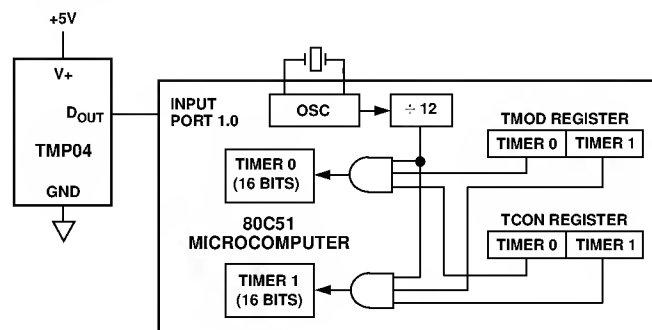 +5V
V+
DOUT
TMP04
GND
INPUT
PORT 1.0
OSC
÷ 12
TMOD REGISTER
TIMER 0 TIMER 1
TIMER 0
(16 BITS)
80C51
MICROCOMPUTER
TCON REGISTER
TIMER 0 TIMER 1
TIMER 1
(16 BITS)